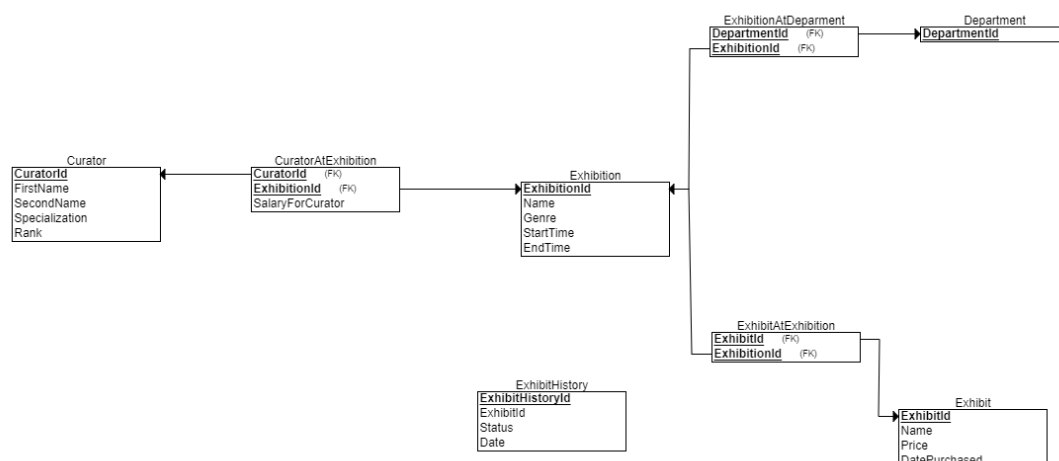 ExhibitionAtDeparment
DepartmentId (FK)
ExhibitionId (FK)
Department
DepartmentId
Curator
CuratorId
FirstName
SecondName
Specialization
Rank
CuratorAtExhibition
CuratorId (FK)
ExhibitionId (FK)
SalaryForCurator
Exhibition
ExhibitionId
Name
Genre
StartTime
EndTime
ExhibitAtExhibition
ExhibitId (FK)
ExhibitionId (FK)
ExhibitHistory
ExhibitHistoryId
ExhibitId
Status
Date
Exhibit
ExhibitId
Name
Price
DatePurchased